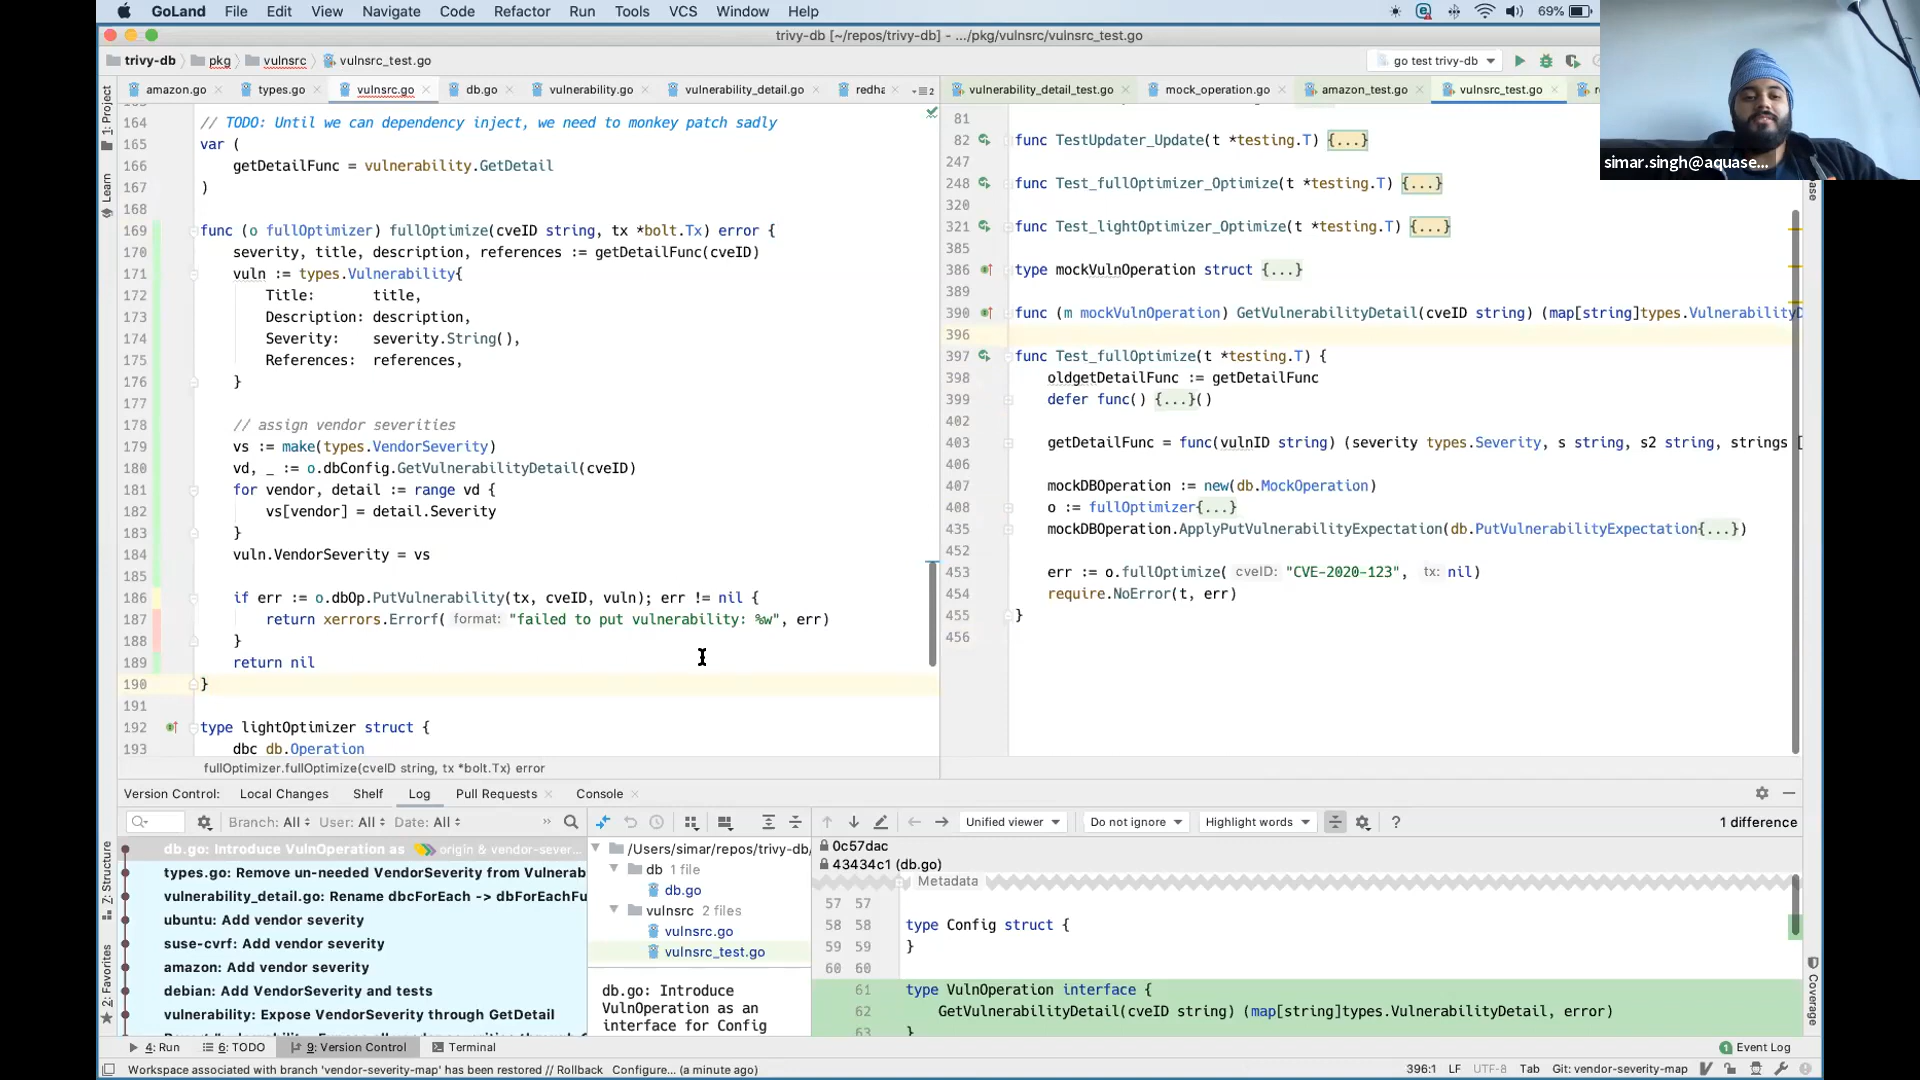 GoLand File Edit View Navigate Code Refactor Run Tools VCS Window Help 69%
trivy-db [~/repos/trivy-db] - .../pkg/vulnsrc/vulnsrc_test.go
trivy-db pkg vulnsrc vulnsrc_test.go go test trivy-db
amazon.go types.go vulnsrc.go db.go vulnerability.go vulnerability_detail.go redha
vulnerability_detail_test.go mock_operation.go amazon_test.go vulnsrc_test.go
simar.singh@aquase...
1: Project
Learn
164 // TODO: Until we can dependency inject, we need to monkey patch sadly
165 var (
166 getDetailFunc = vulnerability.GetDetail
167 )
168
169 func (o fullOptimizer) fullOptimize(cveID string, tx *bolt.Tx) error {
170 severity, title, description, references := getDetailFunc(cveID)
171 vuln := types.Vulnerability{
172 Title: title,
173 Description: description,
174 Severity: severity.String(),
175 References: references,
176 }
177
178 // assign vendor severities
179 vs := make(types.VendorSeverity)
180 vd, _ := o.dbConfig.GetVulnerabilityDetail(cveID)
181 for vendor, detail := range vd {
182 vs[vendor] = detail.Severity
183 }
184 vuln.VendorSeverity = vs
185
186 if err := o.dbOp.PutVulnerability(tx, cveID, vuln); err != nil {
187 return xerrors.Errorf( format: "failed to put vulnerability: %w", err)
188 }
189 return nil
190 }
191
192 type lightOptimizer struct {
193 dbc db.Operation
fullOptimizer.fullOptimize(cveID string, tx *bolt.Tx) error
81
82 func TestUpdater_Update(t *testing.T) {...}
247
248 func Test_fullOptimizer_Optimize(t *testing.T) {...}
320
321 func Test_lightOptimizer_Optimize(t *testing.T) {...}
385
386 type mockVulnOperation struct {...}
389
390 func (m mockVulnOperation) GetVulnerabilityDetail(cveID string) (map[string]types.VulnerabilityD
396
397 func Test_fullOptimize(t *testing.T) {
398 oldgetDetailFunc := getDetailFunc
399 defer func() {...}()
402
403 getDetailFunc = func(vulnID string) (severity types.Severity, s string, s2 string, strings [
406
407 mockDBOperation := new(db.MockOperation)
408 o := fullOptimizer{...}
435 mockDBOperation.ApplyPutVulnerabilityExpectation(db.PutVulnerabilityExpectation{...})
452
453 err := o.fullOptimize( cveID: "CVE-2020-123", tx: nil)
454 require.NoError(t, err)
455 }
456
Version Control: Local Changes Shelf Log Pull Requests Console
Branch: All User: All Date: All
Unified viewer Do not ignore Highlight words ? 1 difference
db.go: Introduce VulnOperation as origin & vendor-sever...
types.go: Remove un-needed VendorSeverity from Vulnerab
vulnerability_detail.go: Rename dbcForEach -> dbForEachFu
ubuntu: Add vendor severity
suse-cvrf: Add vendor severity
amazon: Add vendor severity
debian: Add VendorSeverity and tests
vulnerability: Expose VendorSeverity through GetDetail
/Users/simar/repos/trivy-db/
db 1 file
db.go
vulnsrc 2 files
vulnsrc.go
vulnsrc_test.go
db.go: Introduce
VulnOperation as an
interface for Config
0c57dac
43434c1 (db.go)
Metadata
57 57
58 58 type Config struct {
59 59 }
60 60
61 type VulnOperation interface {
62 GetVulnerabilityDetail(cveID string) (map[string]types.VulnerabilityDetail, error)
63 }
Z: Structure
2: Favorites
Coverage
4: Run 6: TODO 9: Version Control Terminal 1 Event Log
Workspace associated with branch 'vendor-severity-map' has been restored // Rollback Configure... (a minute ago) 396:1 LF UTF-8 Tab Git: vendor-severity-map